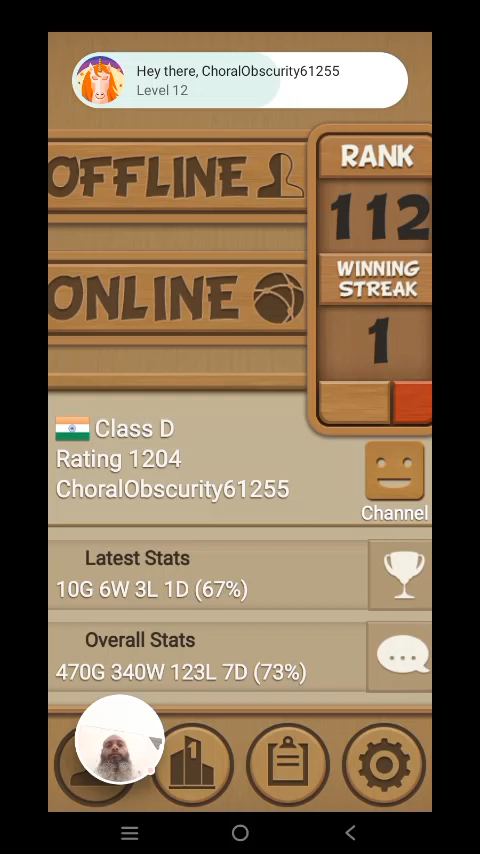 Hey there, ChoralObscurity61255
Level 12
OFFLINE
RANK
112
ONLINE
WINNING
STREAK
1
Class D
Rating 1204
ChoralObscurity61255
Channel
Latest Stats
10G 6W 3L 1D (67%)
Overall Stats
470G 340W 123L 7D (73%)
1